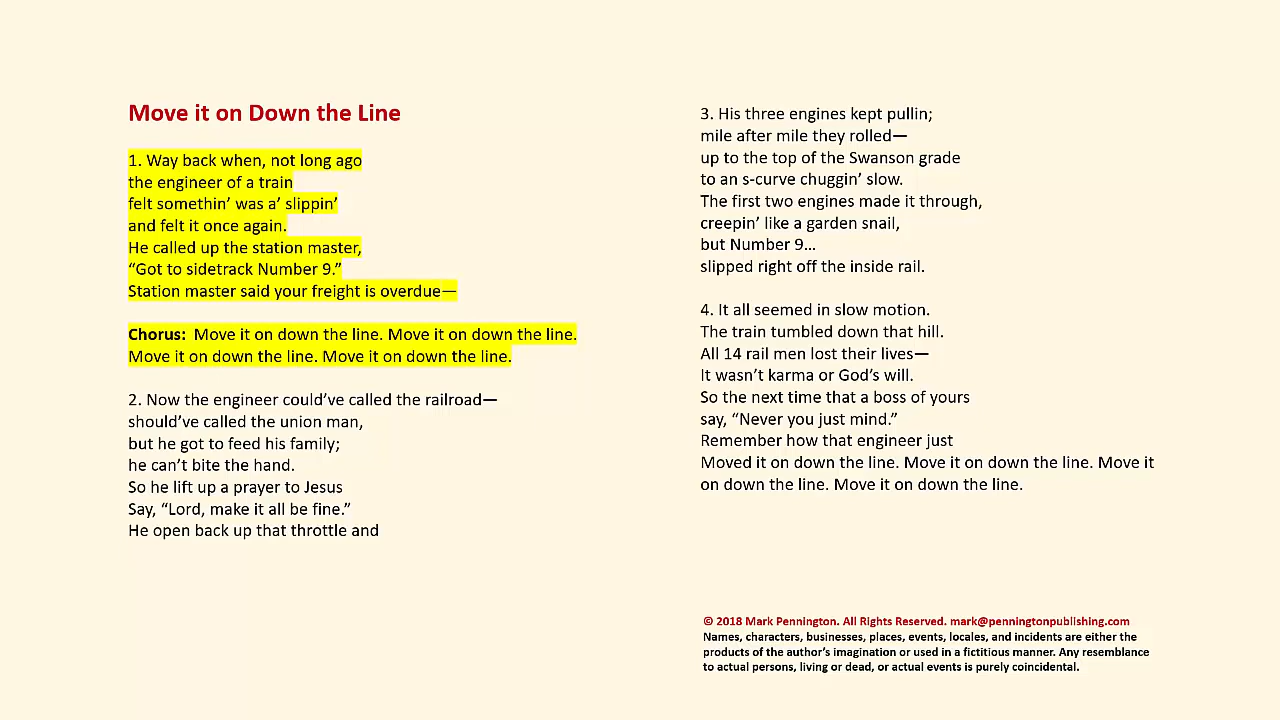 Move it on Down the Line
1. Way back when, not long ago
the engineer of a train
felt somethin’ was a’ slippin’
and felt it once again.
He called up the station master,
“Got to sidetrack Number 9.”
Station master said your freight is overdue—
Chorus:  Move it on down the line. Move it on down the line.
Move it on down the line. Move it on down the line.
2. Now the engineer could’ve called the railroad—
should’ve called the union man,
but he got to feed his family;
he can’t bite the hand.
So he lift up a prayer to Jesus
Say, “Lord, make it all be fine.”
He open back up that throttle and
3. His three engines kept pullin;
mile after mile they rolled—
up to the top of the Swanson grade
to an s-curve chuggin’ slow.
The first two engines made it through,
creepin’ like a garden snail,
but Number 9…
slipped right off the inside rail.
4. It all seemed in slow motion.
The train tumbled down that hill.
All 14 rail men lost their lives—
It wasn’t karma or God’s will.
So the next time that a boss of yours
say, “Never you just mind.”
Remember how that engineer just
Moved it on down the line. Move it on down the line. Move it
on down the line. Move it on down the line.
© 2018 Mark Pennington. All Rights Reserved. mark@penningtonpublishing.com
Names, characters, businesses, places, events, locales, and incidents are either the
products of the author’s imagination or used in a fictitious manner. Any resemblance
to actual persons, living or dead, or actual events is purely coincidental.